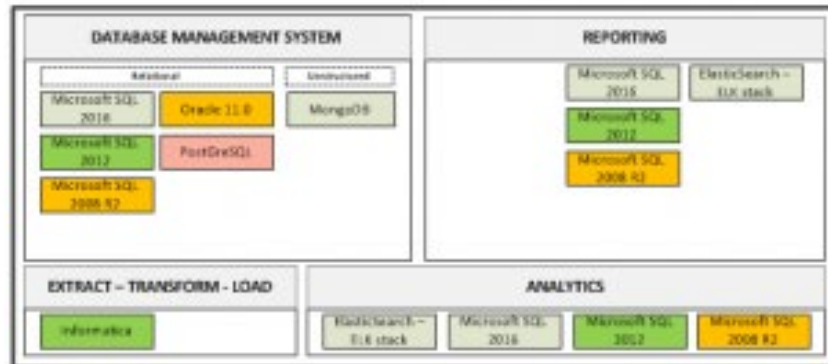 DATABASE MANAGEMENT SYSTEM
Relational
Unstructured
Microsoft SQL
2016
Oracle 11.0
MongoDB
Microsoft SQL
2012
PostGreSQL
Microsoft SQL
2008 R2
REPORTING
Microsoft SQL
2016
ElasticSearch –
ELK stack
Microsoft SQL
2012
Microsoft SQL
2008 R2
EXTRACT – TRANSFORM - LOAD
Informatica
ANALYTICS
ElasticSearch –
ELK stack
Microsoft SQL
2016
Microsoft SQL
2012
Microsoft SQL
2008 R2